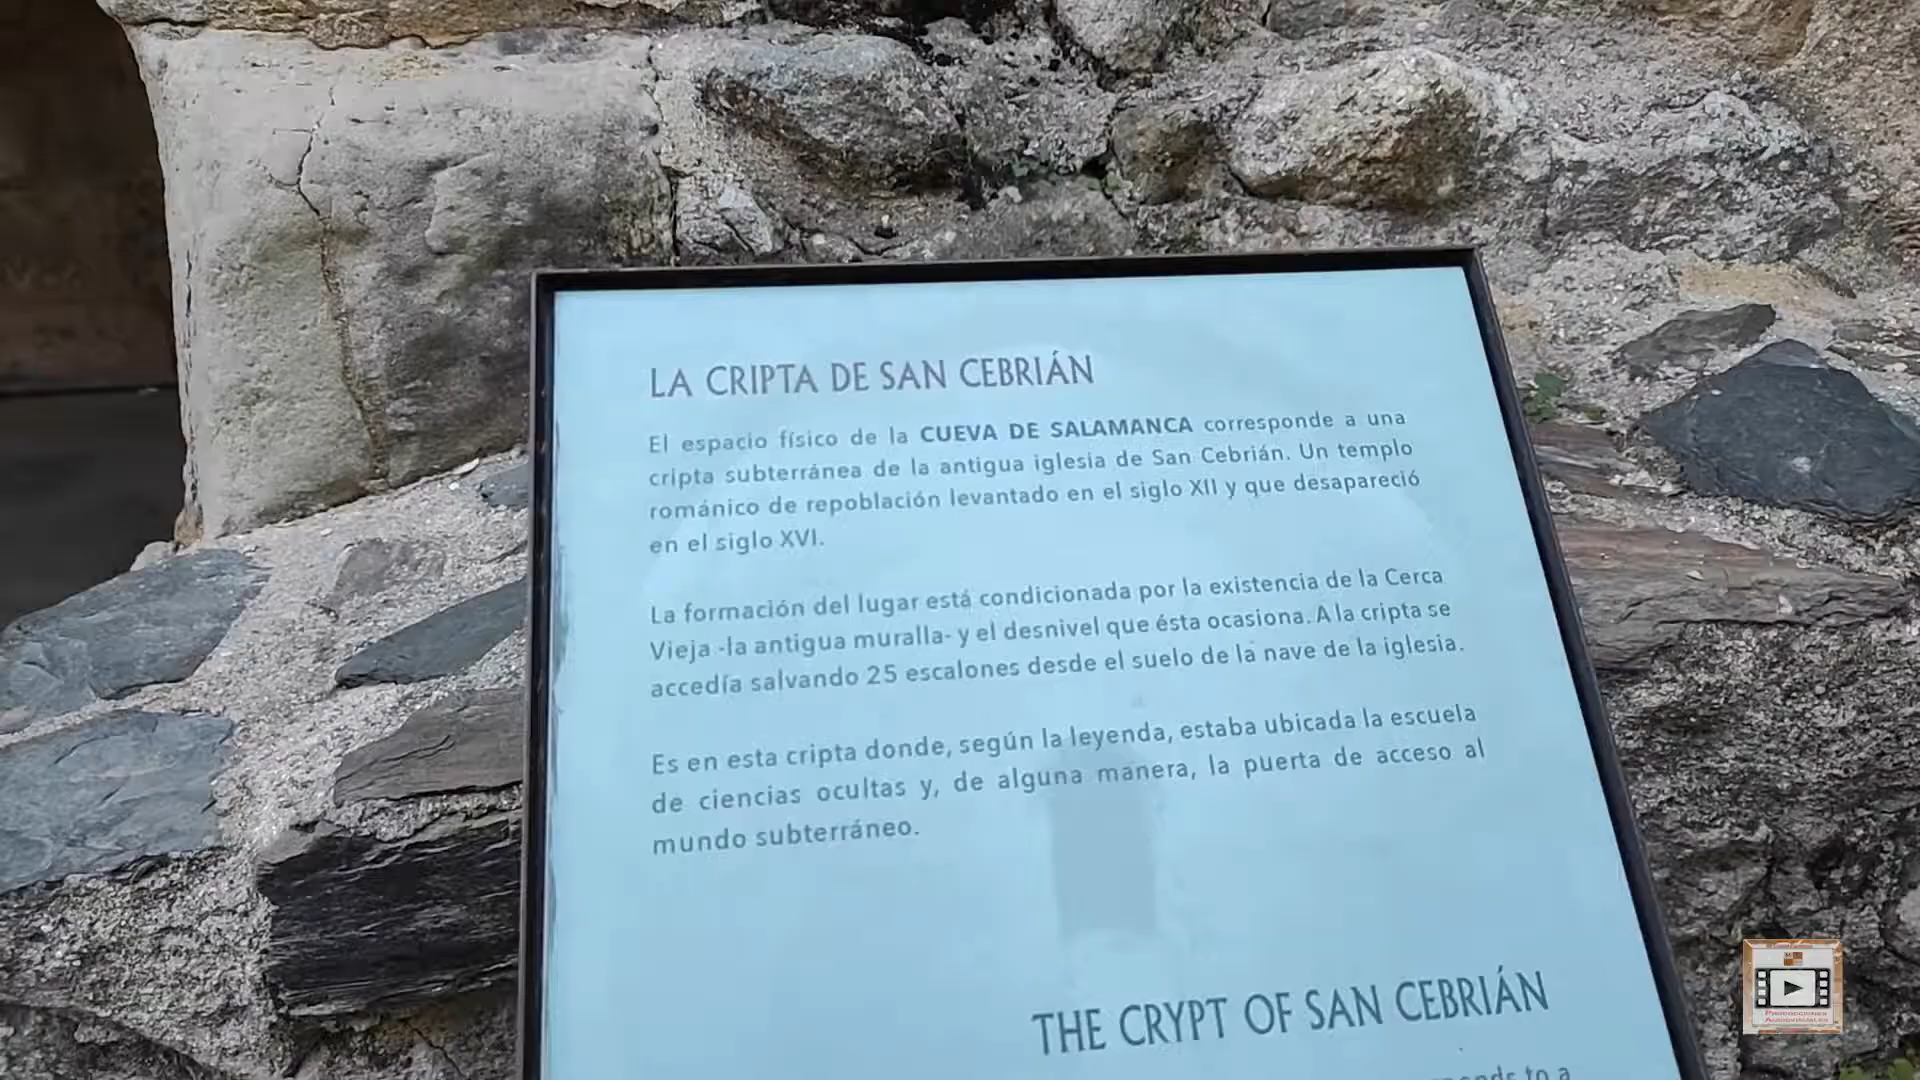 LA CRIPTA DE SAN CEBRIÁN
El espacio físico de la CUEVA DE SALAMANCA corresponde a una
cripta subterránea de la antigua iglesia de San Cebrián. Un templo
románico de repoblación levantado en el siglo XII y que desapareció
en el siglo XVI.
La formación del lugar está condicionada por la existencia de la Cerca
Vieja -la antigua muralla- y el desnivel que ésta ocasiona. A la cripta se
accedía salvando 25 escalones desde el suelo de la nave de la iglesia.
Es en esta cripta donde, según la leyenda, estaba ubicada la escuela
de ciencias ocultas y, de alguna manera, la puerta de acceso al
mundo subterráneo.
THE CRYPT OF SAN CEBRIÁN
to a
PRODUCCIONES
AUDIOVISUALES